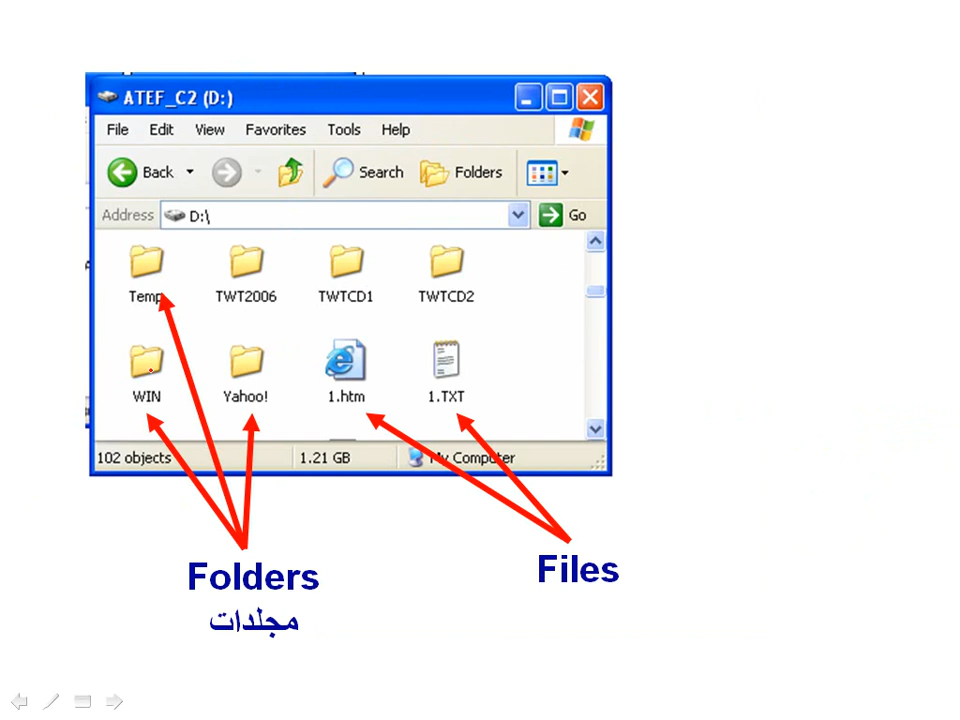 ATEF_C2 (D:)
File Edit View Favorites Tools Help
Back Search Folders
Address D:\ Go
Temp TWT2006 TWTCD1 TWTCD2
WIN Yahoo! 1.htm 1.TXT
102 objects 1.21 GB My Computer
Folders Files
مجلدات